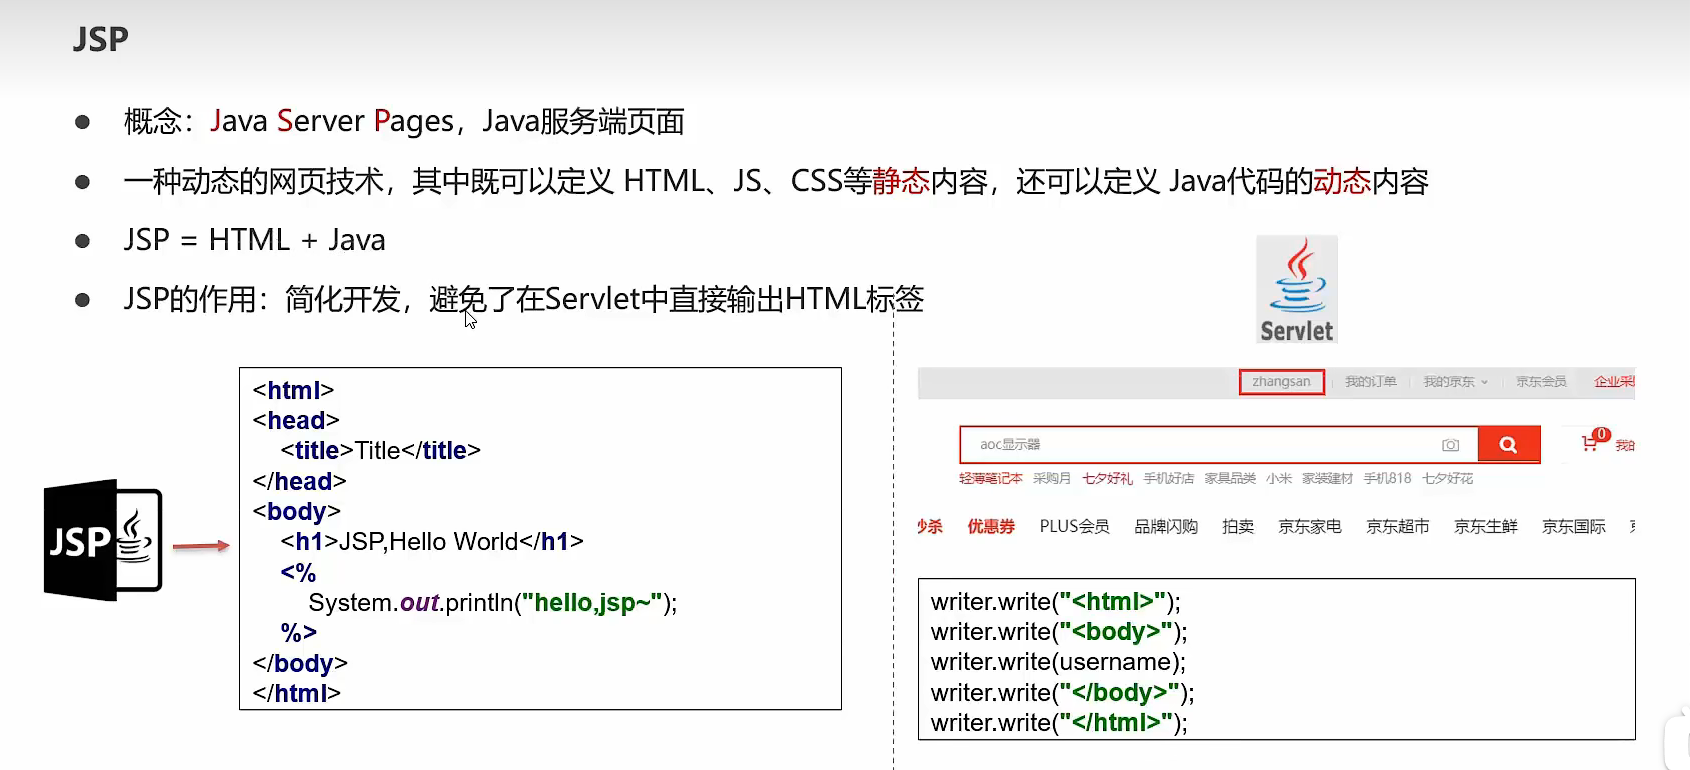 JSP
概念：Java Server Pages，Java服务端页面
一种动态的网页技术，其中既可以定义 HTML、JS、CSS等静态内容，还可以定义 Java代码的动态内容
JSP = HTML + Java
JSP的作用：简化开发，避免了在Servlet中直接输出HTML标签
JSP
<html>
<head>
<title>Title</title>
</head>
<body>
<h1>JSP,Hello World</h1>
<%
System.out.println("hello,jsp~");
%>
</body>
</html>
Servlet
zhangsan 我的订单 我的京东 京东会员 企业采
aoc显示器
0 我的
轻薄笔记本 采购月 七夕好礼 手机好店 家具品类 小米 家装建材 手机818 七夕好花
秒杀 优惠券 PLUS会员 品牌闪购 拍卖 京东家电 京东超市 京东生鲜 京东国际
writer.write("<html>");
writer.write("<body>");
writer.write(username);
writer.write("</body>");
writer.write("</html>");